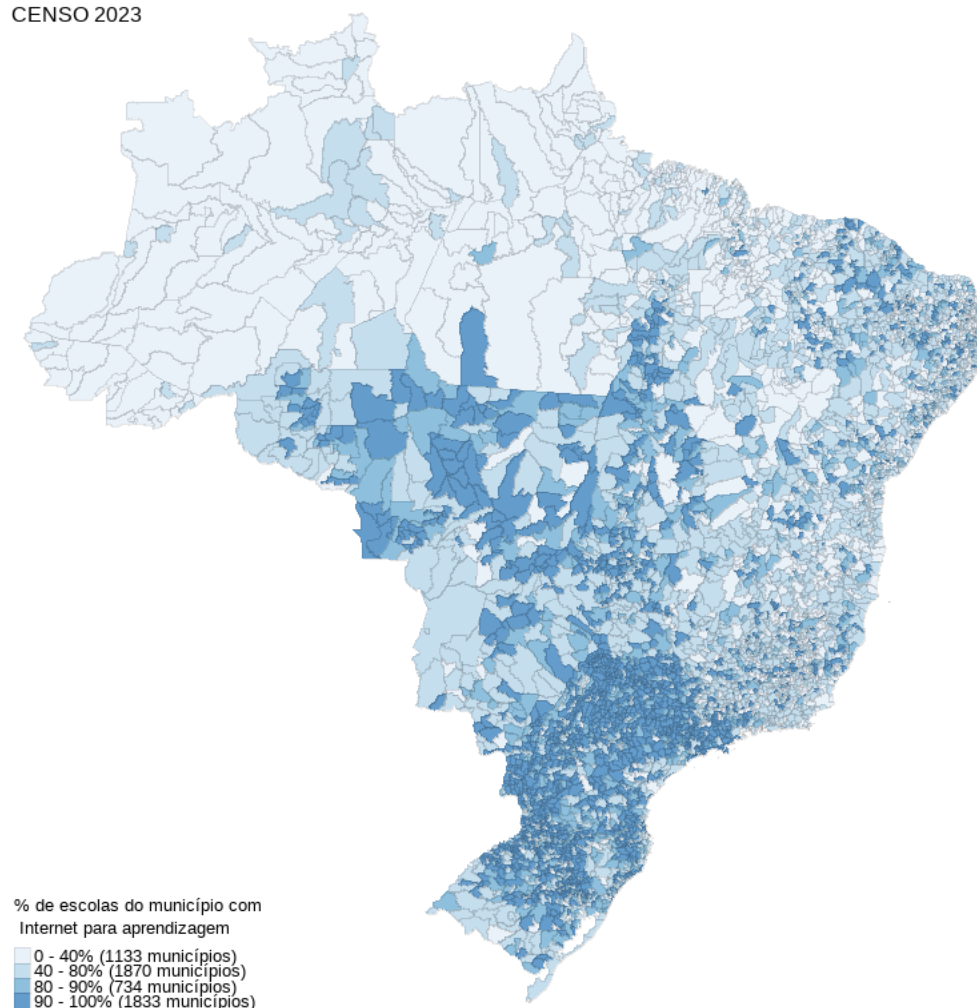 CENSO 2023
% de escolas do município com
Internet para aprendizagem
0 - 40% (1133 municípios)
40 - 80% (1870 municípios)
80 - 90% (734 municípios)
90 - 100% (1833 municípios)